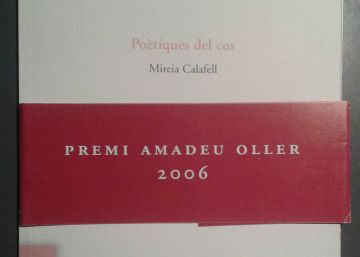 Poètiques del cos
Mireia Calafell
PREMI AMADEU OLLER
2006